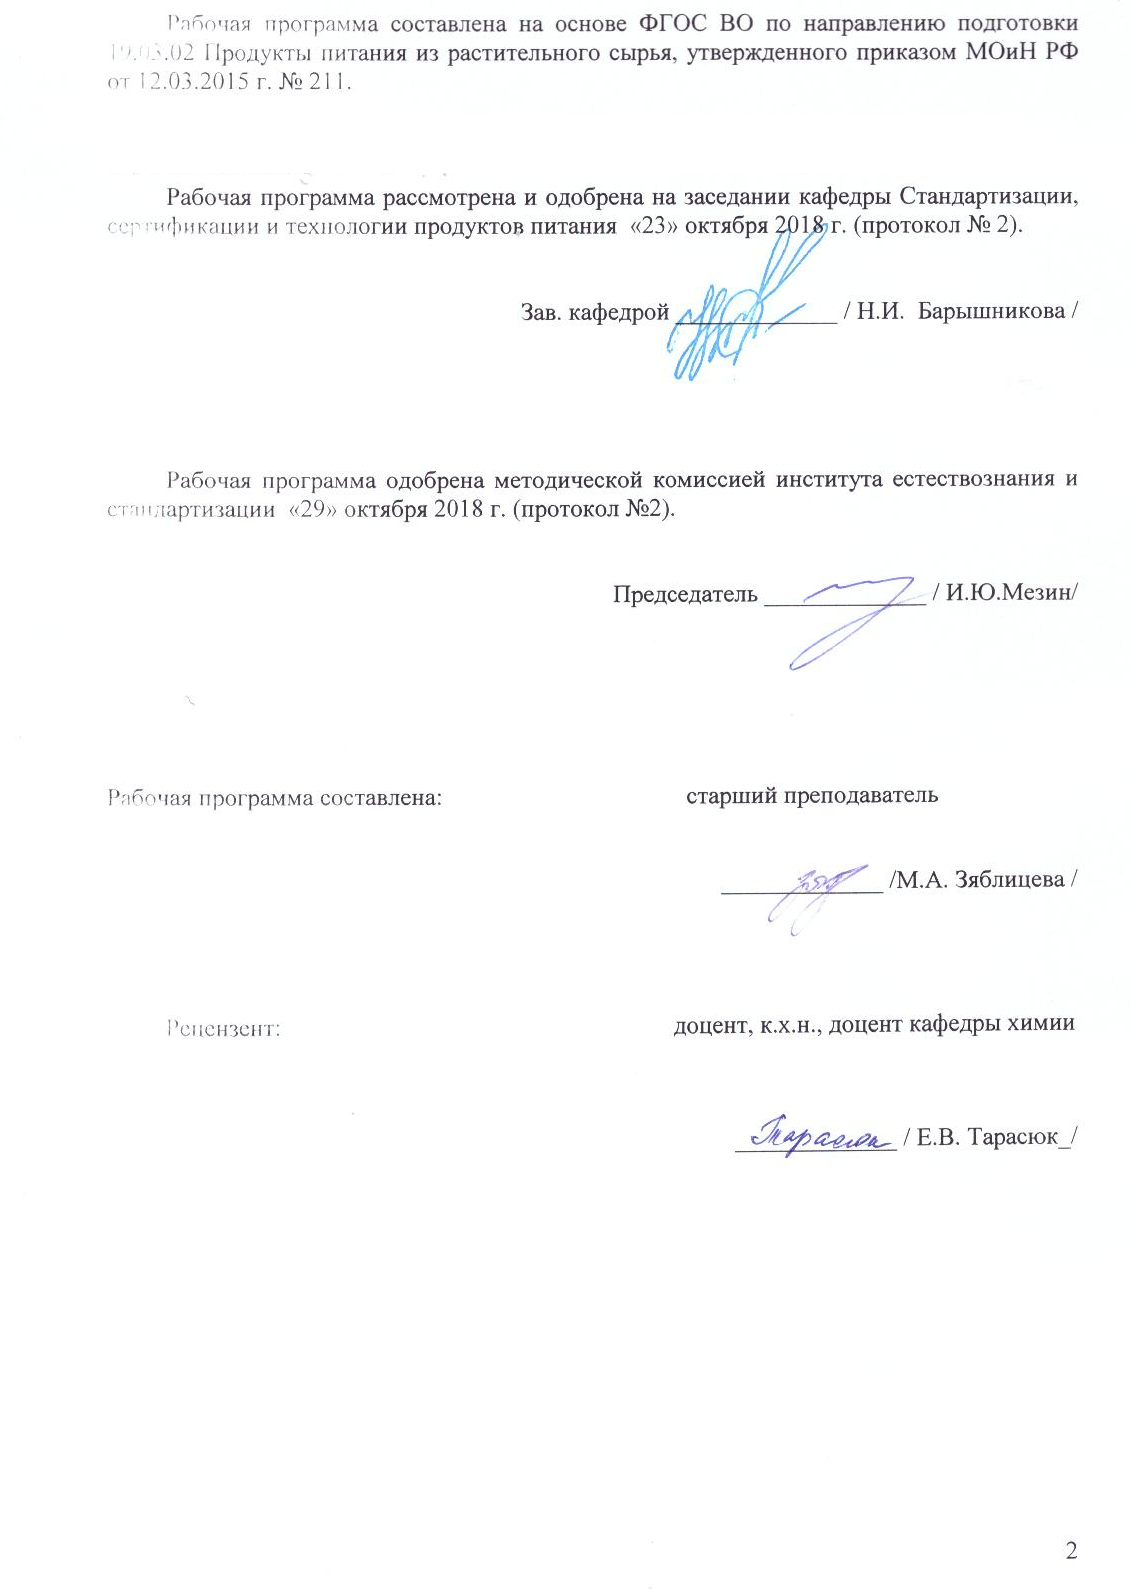 Рабочая программа составлена на основе ФГОС ВО по направлению подготовки
19.03.02 Продукты питания из растительного сырья, утвержденного приказом МОиН РФ
от 12.03.2015 г. № 211.
Рабочая программа рассмотрена и одобрена на заседании кафедры Стандартизации,
сертификации и технологии продуктов питания «23» октября 2018 г. (протокол № 2).
Зав. кафедрой _____________ / Н.И. Барышникова /
Рабочая программа одобрена методической комиссией института естествознания и
стандартизации «29» октября 2018 г. (протокол №2).
Председатель _____________ / И.Ю.Мезин/
Рабочая программа составлена: старший преподаватель
_____________ /М.А. Зяблицева /
Рецензент: доцент, к.х.н., доцент кафедры химии
Тарасюк / Е.В. Тарасюк_/
2